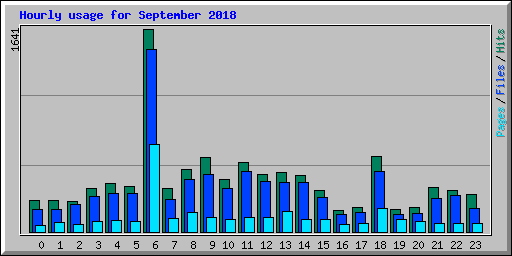 Hourly usage for September 2018
1641
Pages/Files/Hits
0 1 2 3 4 5 6 7 8 9 10 11 12 13 14 15 16 17 18 19 20 21 22 23